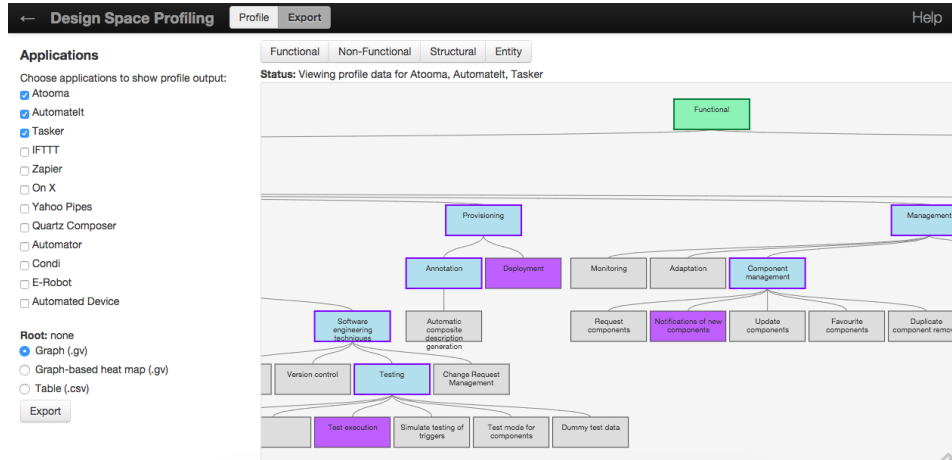 ← Design Space Profiling Profile Export Help
Applications
Choose applications to show profile output:
Atooma
AutomateIt
Tasker
IFTTT
Zapier
On X
Yahoo Pipes
Quartz Composer
Automator
Condi
E-Robot
Automated Device
Root: none
Graph (.gv)
Graph-based heat map (.gv)
Table (.csv)
Export
Functional Non-Functional Structural Entity
Status: Viewing profile data for Atooma, AutomateIt, Tasker
Functional
Provisioning
Management
Annotation
Deployment
Monitoring
Adaptation
Component
management
Software
engineering
techniques
Automatic
composite
description
generation
Request
components
Notifications of new
components
Update
components
Favourite
components
Duplicate
component
Version control
Testing
Change Request
Management
Test execution
Simulate testing of
triggers
Test mode for
components
Dummy test data